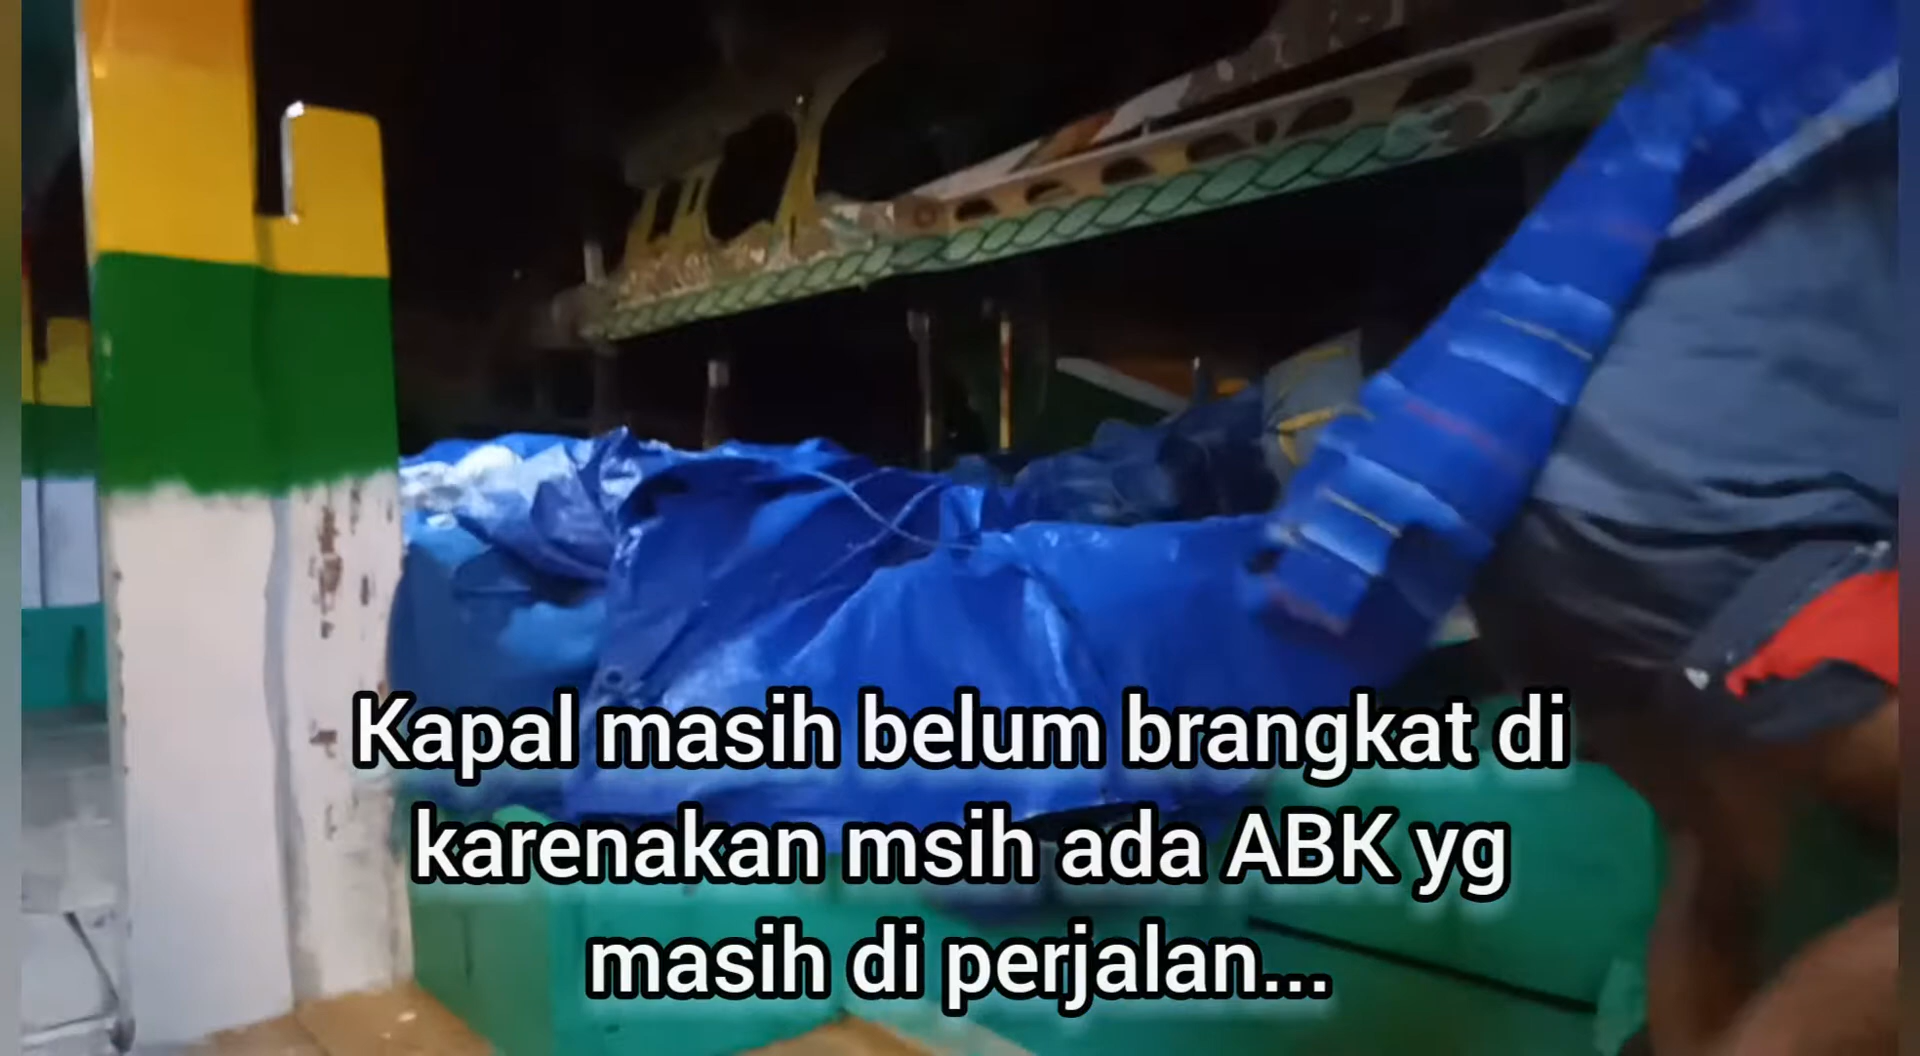 Kapal masih belum brangkat di
karenakan msih ada ABK yg
masih di perjalan...